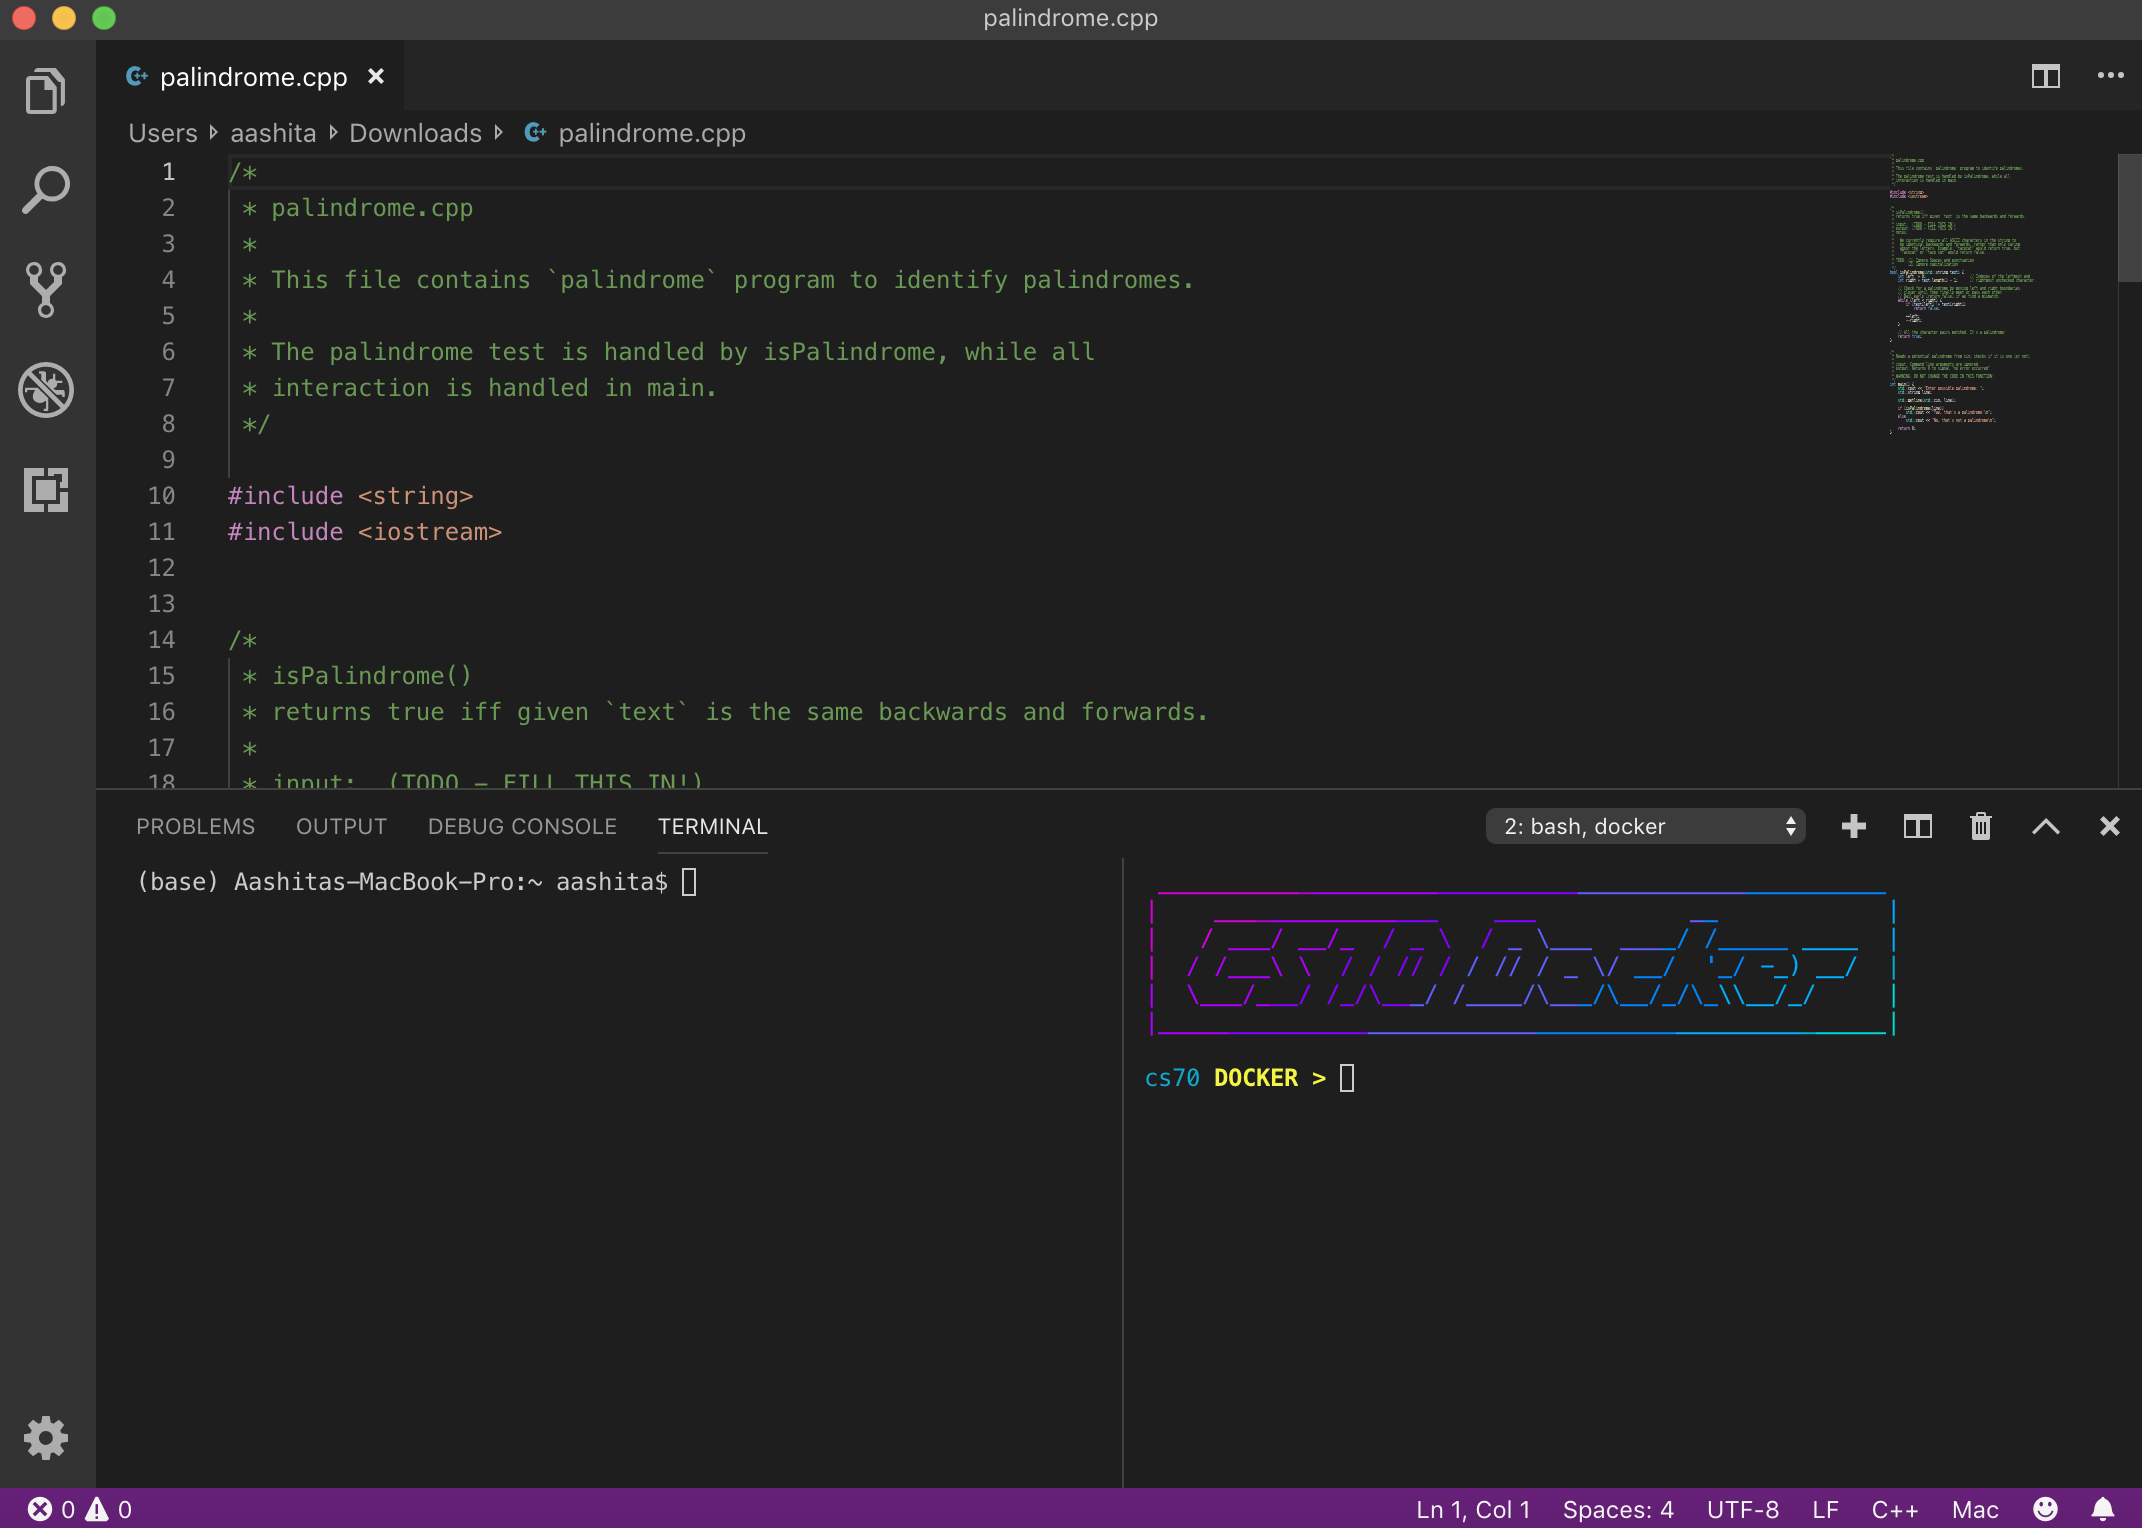 palindrome.cpp
palindrome.cpp
Users aashita Downloads palindrome.cpp
1 /*
2  * palindrome.cpp
3  *
4  * This file contains `palindrome` program to identify palindromes.
5  *
6  * The palindrome test is handled by isPalindrome, while all
7  * interaction is handled in main.
8  */
9
10 #include <string>
11 #include <iostream>
12
13
14 /*
15  * isPalindrome()
16  * returns true iff given `text` is the same backwards and forwards.
17  *
18  * input:  (TODO - FILL THIS IN!)
PROBLEMS OUTPUT DEBUG CONSOLE TERMINAL 2: bash, docker
(base) Aashitas-MacBook-Pro:~ aashita$
CS70 Docker
cs70 DOCKER >
0 0 Ln 1, Col 1 Spaces: 4 UTF-8 LF C++ Mac